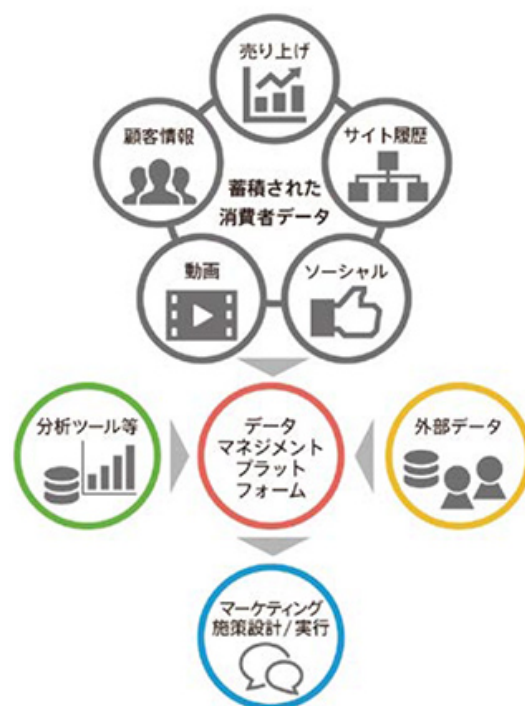 売り上げ
顧客情報
サイト履歴
蓄積された
消費者データ
動画
ソーシャル
分析ツール等
データ
マネジメント
プラット
フォーム
外部データ
マーケティング
施策設計/実行